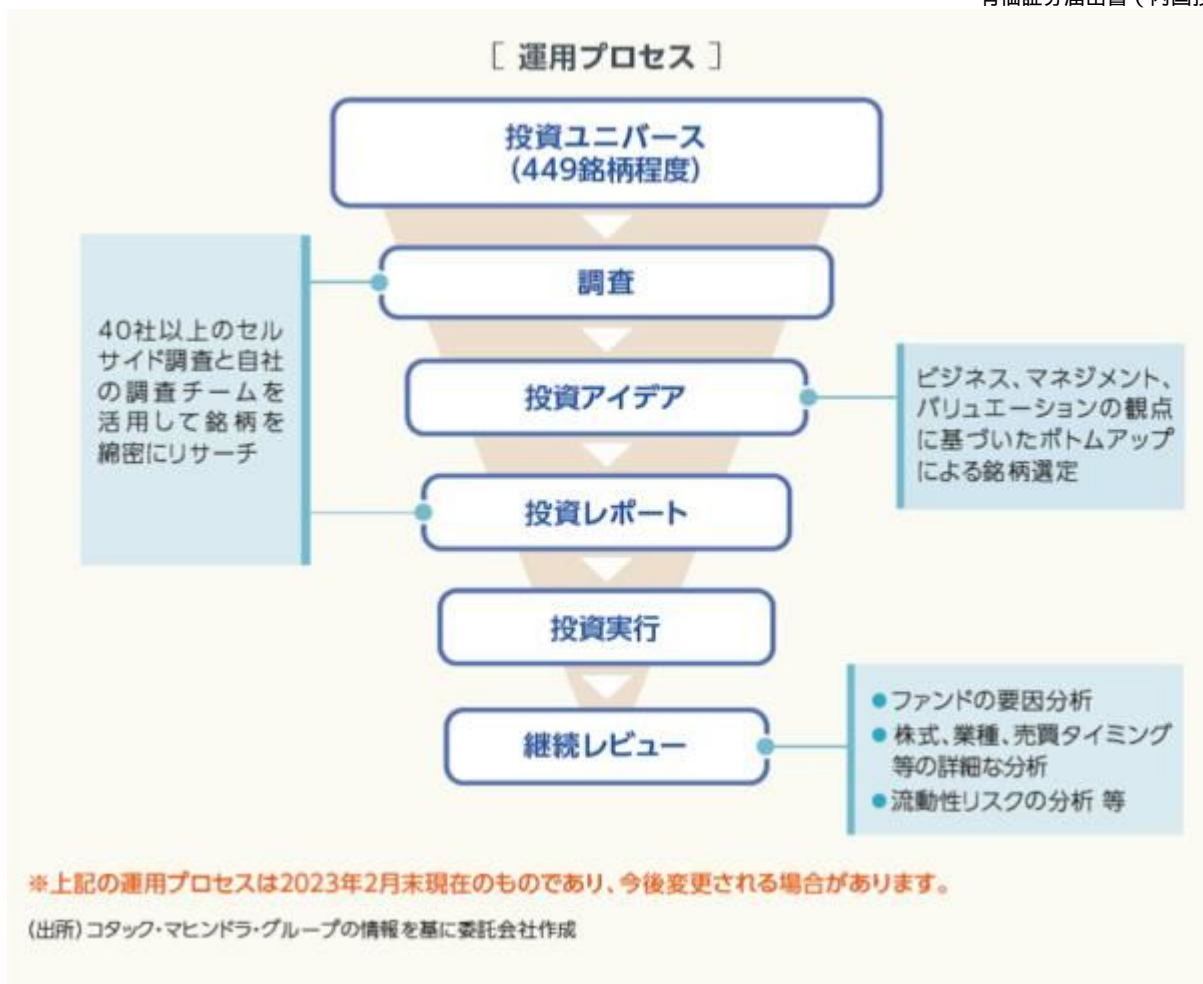 有価証券届出書(内国投
［ 運用プロセス ］
投資ユニバース
(449銘柄程度)
調査
40社以上のセル
サイド調査と自社
の調査チームを
活用して銘柄を
綿密にリサーチ
投資アイデア
ビジネス、マネジメント、
バリュエーションの観点
に基づいたボトムアップ
による銘柄選定
投資レポート
投資実行
継続レビュー
●ファンドの要因分析
●株式、業種、売買タイミング
等の詳細な分析
●流動性リスクの分析 等
※上記の運用プロセスは2023年2月末現在のものであり、今後変更される場合があります。
(出所)コタック・マヒンドラ・グループの情報を基に委託会社作成